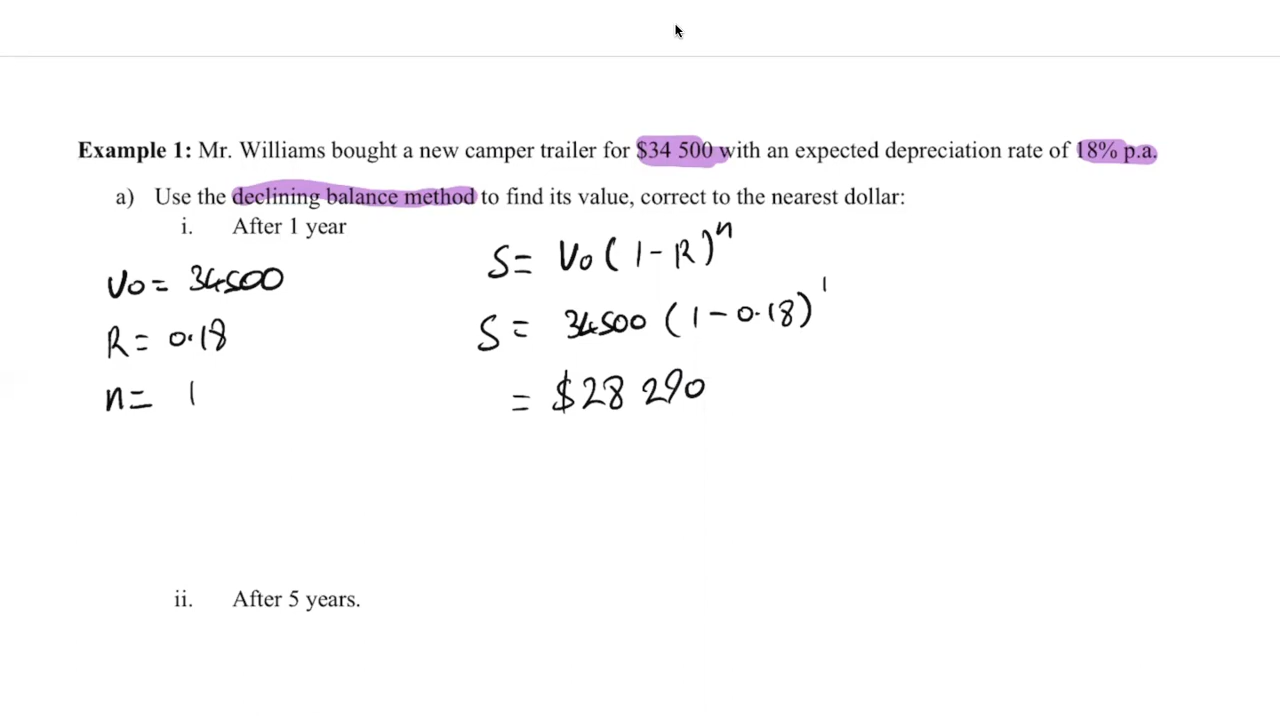 Example 1: Mr. Williams bought a new camper trailer for $34 500 with an expected depreciation rate of 18% p.a.
a) Use the declining balance method to find its value, correct to the nearest dollar:
i. After 1 year
V₀ = 34500
R = 0.18
n = 1
S = V₀ (1 - R)ⁿ
S = 34500 (1 - 0.18)¹
= $28 290
ii. After 5 years.